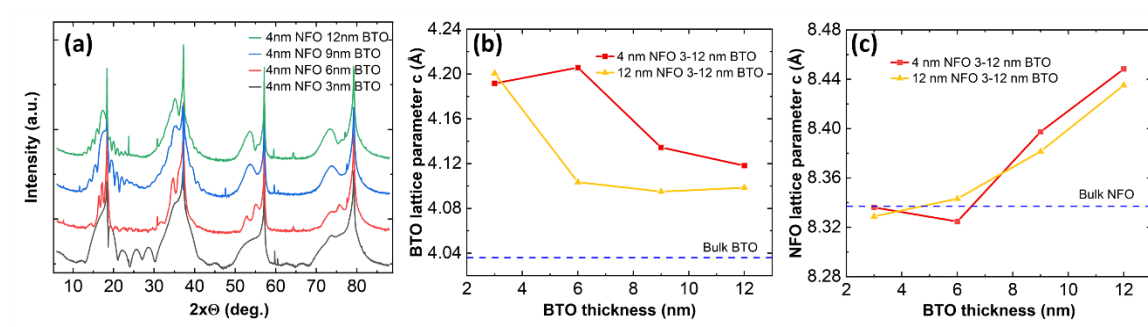 (a)
4nm NFO 12nm BTO
4nm NFO 9nm BTO
4nm NFO 6nm BTO
4nm NFO 3nm BTO
Intensity (a.u.)
10 20 30 40 50 60 70 80
2xΘ (deg.)
(b)
4 nm NFO 3-12 nm BTO
12 nm NFO 3-12 nm BTO
BTO lattice parameter c (Å)
4.24
4.20
4.16
4.12
4.08
4.04
Bulk BTO
2 4 6 8 10 12
BTO thickness (nm)
(c)
4 nm NFO 3-12 nm BTO
12 nm NFO 3-12 nm BTO
NFO lattice parameter c (Å)
8.48
8.44
8.40
8.36
8.32
8.28
Bulk NFO
2 4 6 8 10 12
BTO thickness (nm)